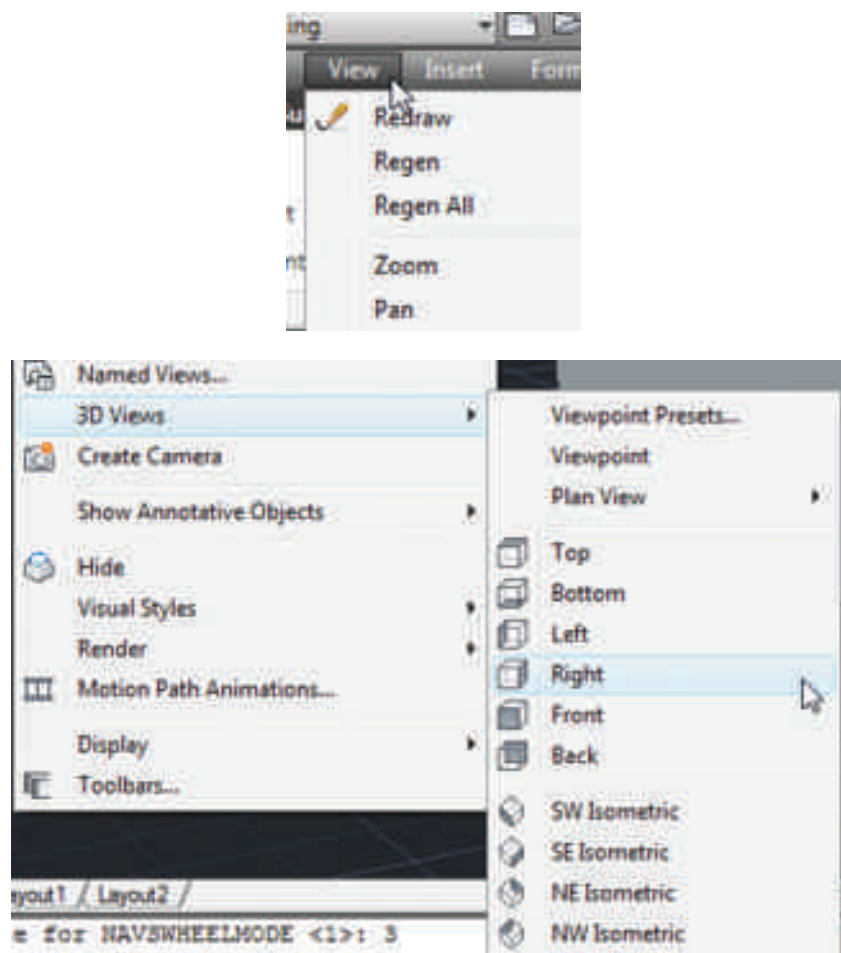 ing
View Insert Form
Redraw
Regen
Regen All
Zoom
Pan
Named Views...
3D Views
Create Camera
Show Annotative Objects
Hide
Visual Styles
Render
Motion Path Animations...
Display
Toolbars...
Viewpoint Presets...
Viewpoint
Plan View
Top
Bottom
Left
Right
Front
Back
SW Isometric
SE Isometric
NE Isometric
NW Isometric
ayout1 / Layout2 /
e for NAVSWHEELMODE <1>: 3